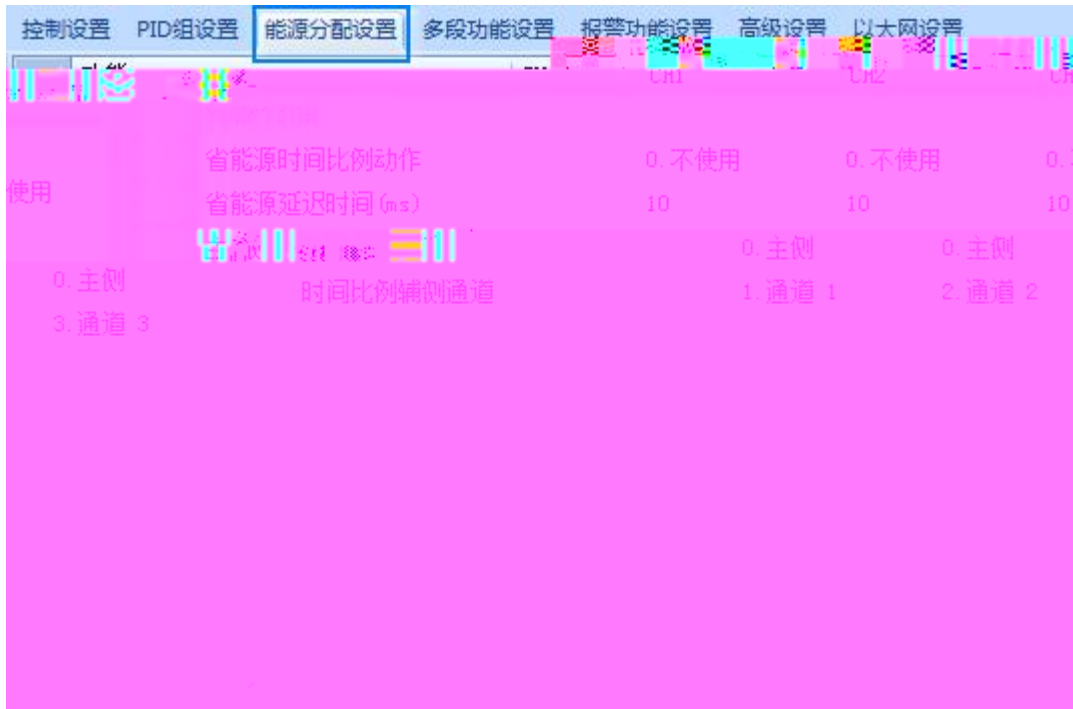 控制设置 PID组设置 能源分配设置 多段功能设置 报警功能设置 高级设置 以太网设置
功能 CH1 CH2
省能源时间比例动作 0.不使用 0.不使用 0.
使用
省能源延迟时间(ms) 10 10 10
0.主侧 0.主侧
0.主侧
时间比例辅侧通道 1.通道 1 2.通道 2
3.通道 3